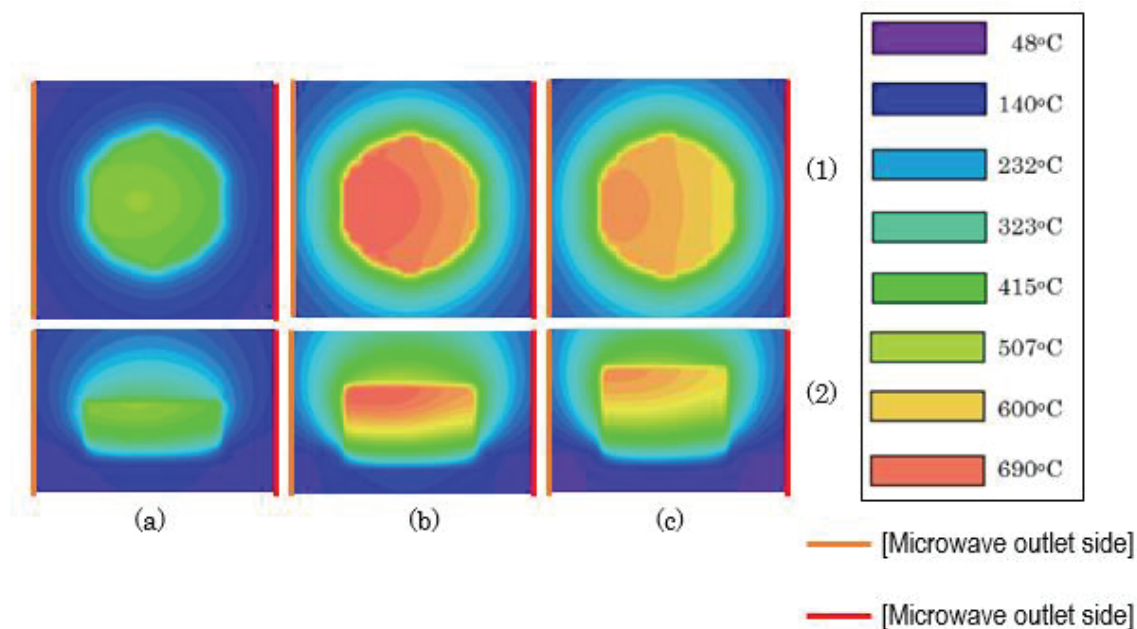 48°C
140°C
232°C
323°C
415°C
507°C
600°C
690°C
(1)
(2)
(a)
(b)
(c)
[Microwave outlet side]
[Microwave outlet side]